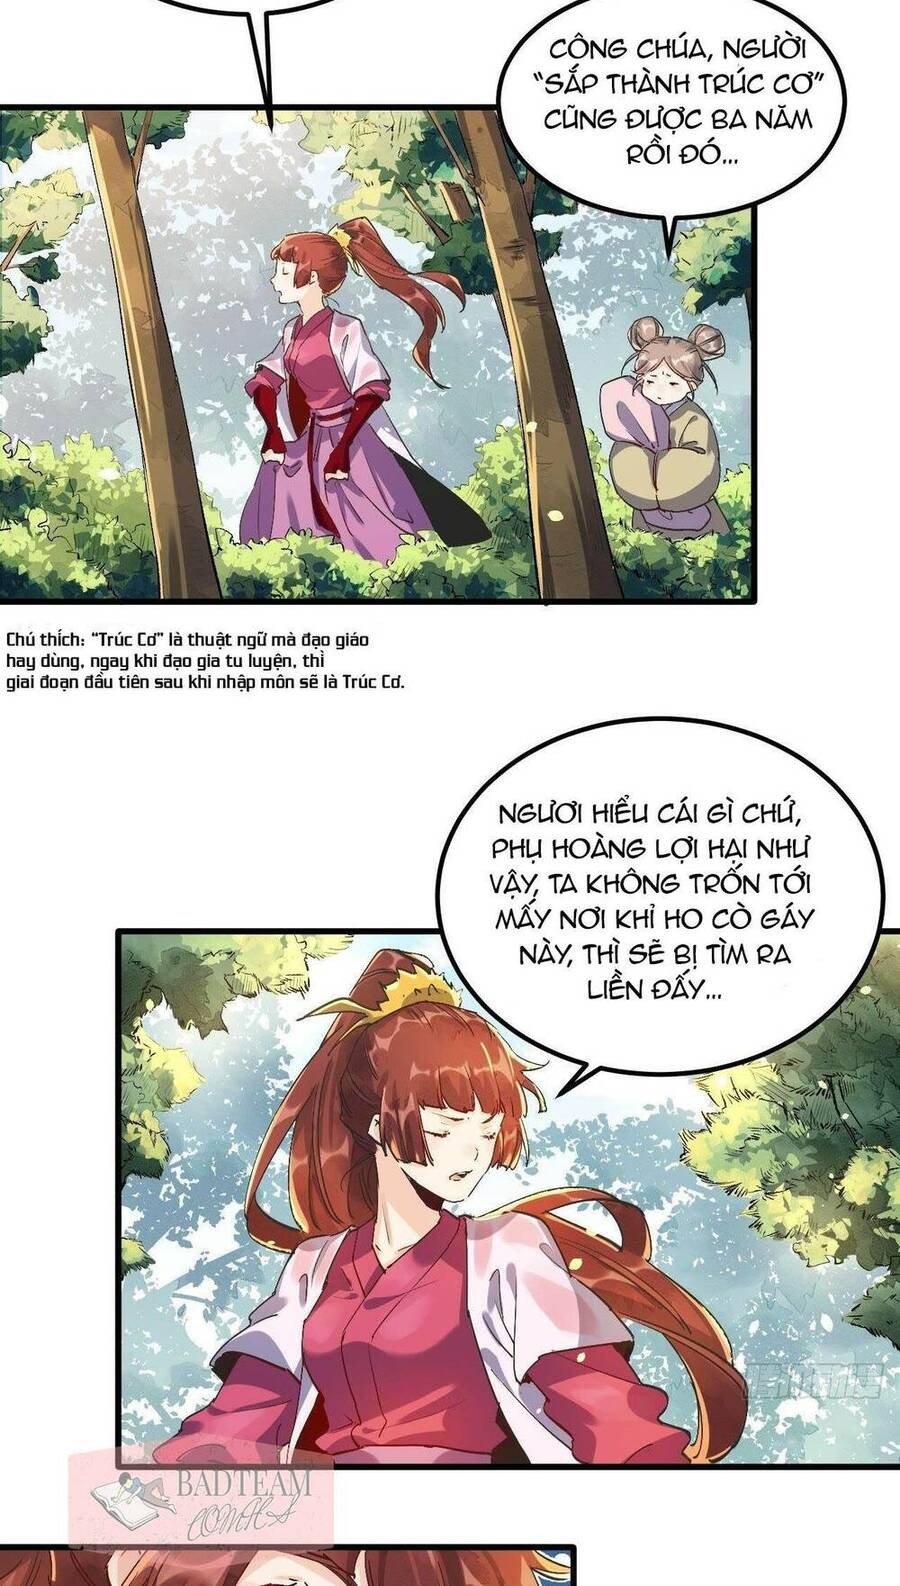 CÔNG CHÚA, NGƯỜI
“SẮP THÀNH TRÚC CƠ”
CŨNG ĐƯỢC BA NĂM
RỒI ĐÓ...
Chú thích: “Trúc Cơ” là thuật ngữ mà đạo giáo
hay dùng, ngay khi đạo gia tu luyện, thì
giai đoạn đầu tiên sau khi nhập môn sẽ là Trúc Cơ.
NGƯƠI HIỂU CÁI GÌ CHỨ,
PHỤ HOÀNG LỢI HẠI NHƯ
VẬY, TA KHÔNG TRỐN TỚI
MẤY NƠI KHỈ HO CÒ GÁY
NÀY, THÌ SẼ BỊ TÌM RA
LIỀN ĐẤY...
BADTEAM
COMICS